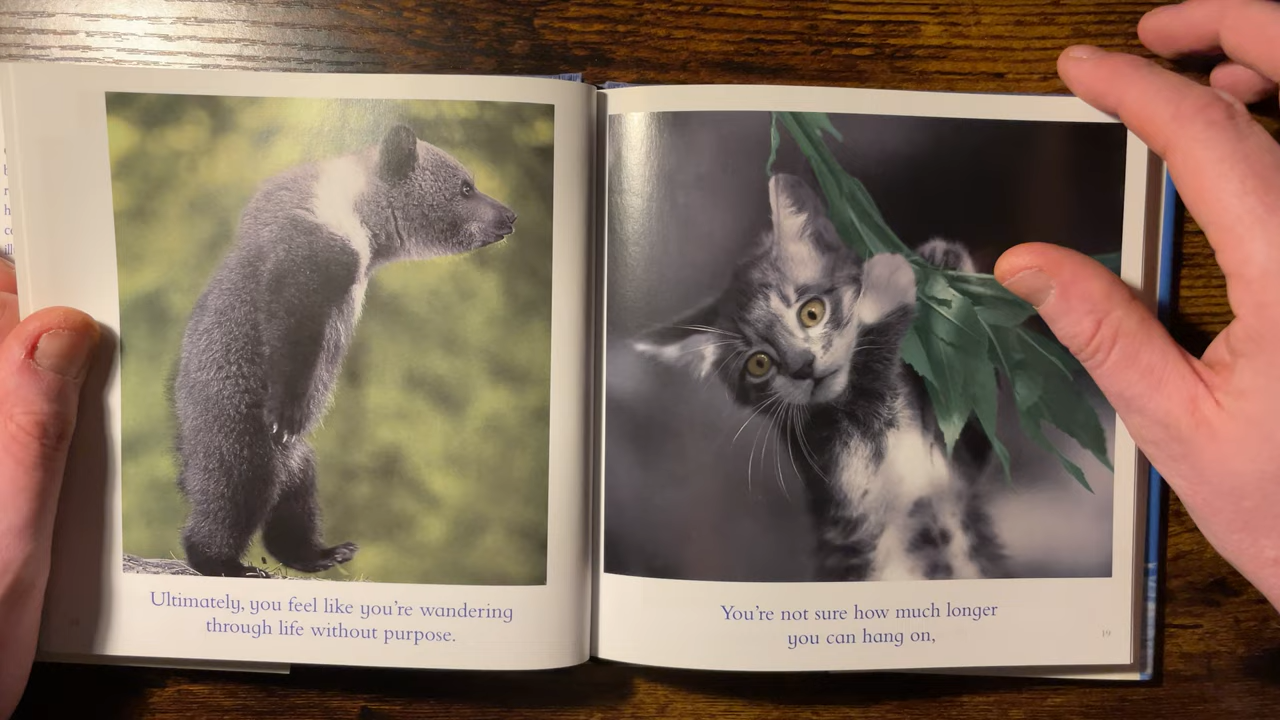 Ultimately, you feel like you're wandering
through life without purpose.
You're not sure how much longer
you can hang on,
19